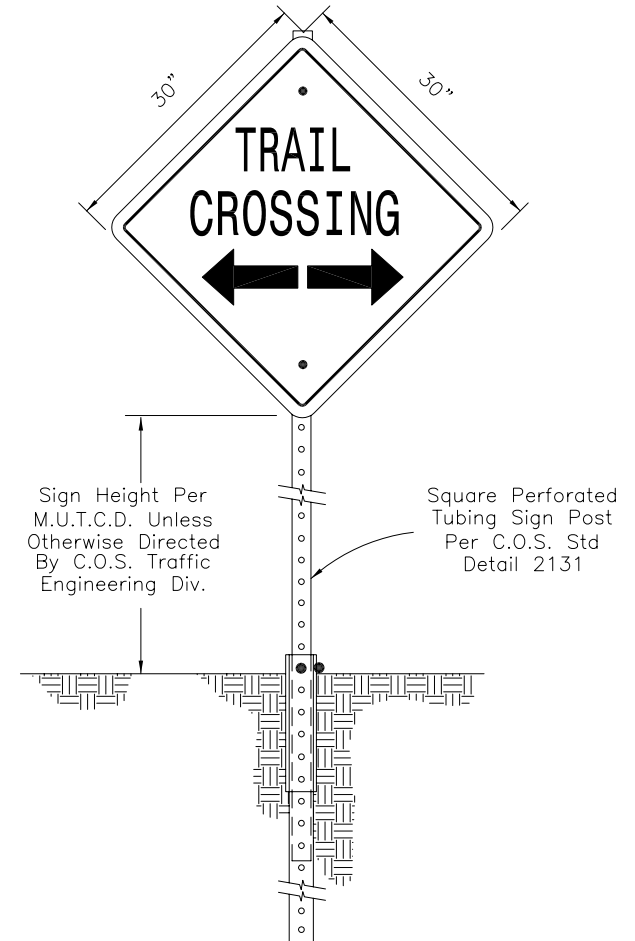 30”
30”
TRAIL
CROSSING
Sign Height Per
M.U.T.C.D. Unless
Otherwise Directed
By C.O.S. Traffic
Engineering Div.
Square Perforated
Tubing Sign Post
Per C.O.S. Std
Detail 2131